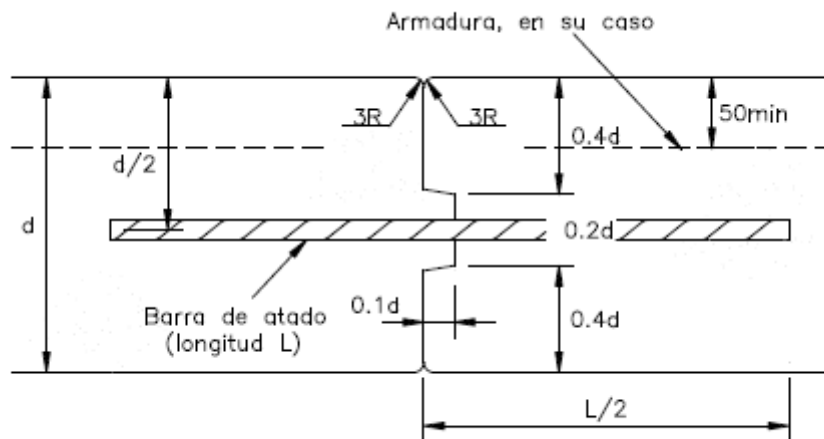 Armadura, en su caso
3R
3R
50min
0.4d
d/2
d
0.2d
0.1d
Barra de atado
(longitud L)
0.4d
L/2